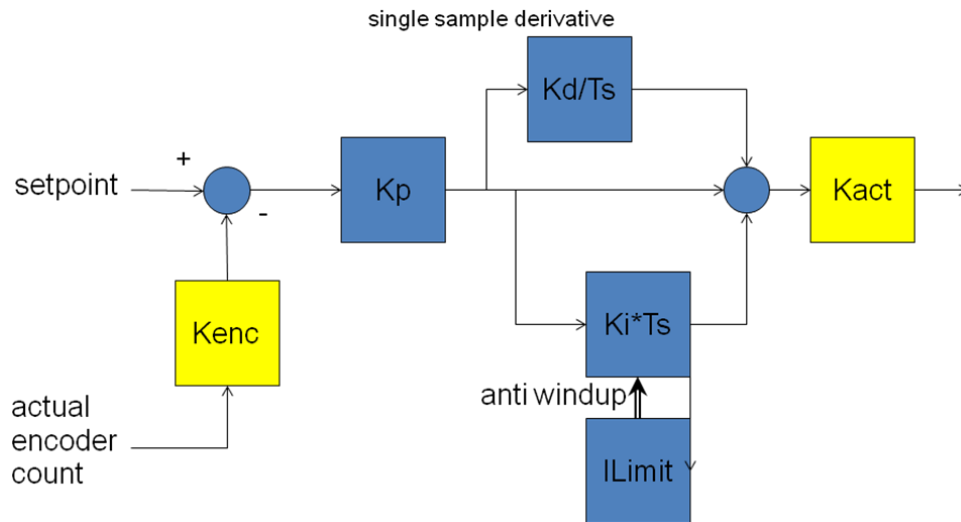 single sample derivative
Kd/Ts
+
setpoint
-
Kp
Kact
Kenc
Ki*Ts
anti windup
actual
encoder
count
ILimit